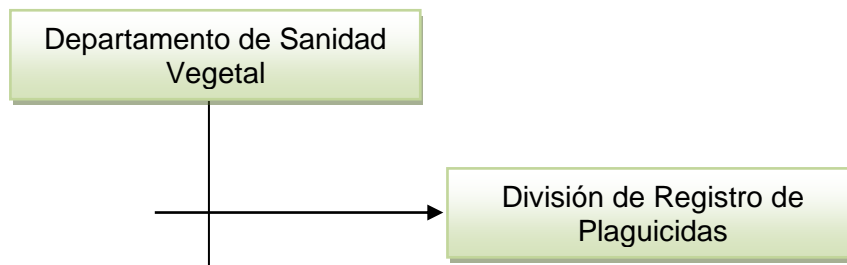 Departamento de Sanidad
Vegetal
División de Registro de
Plaguicidas